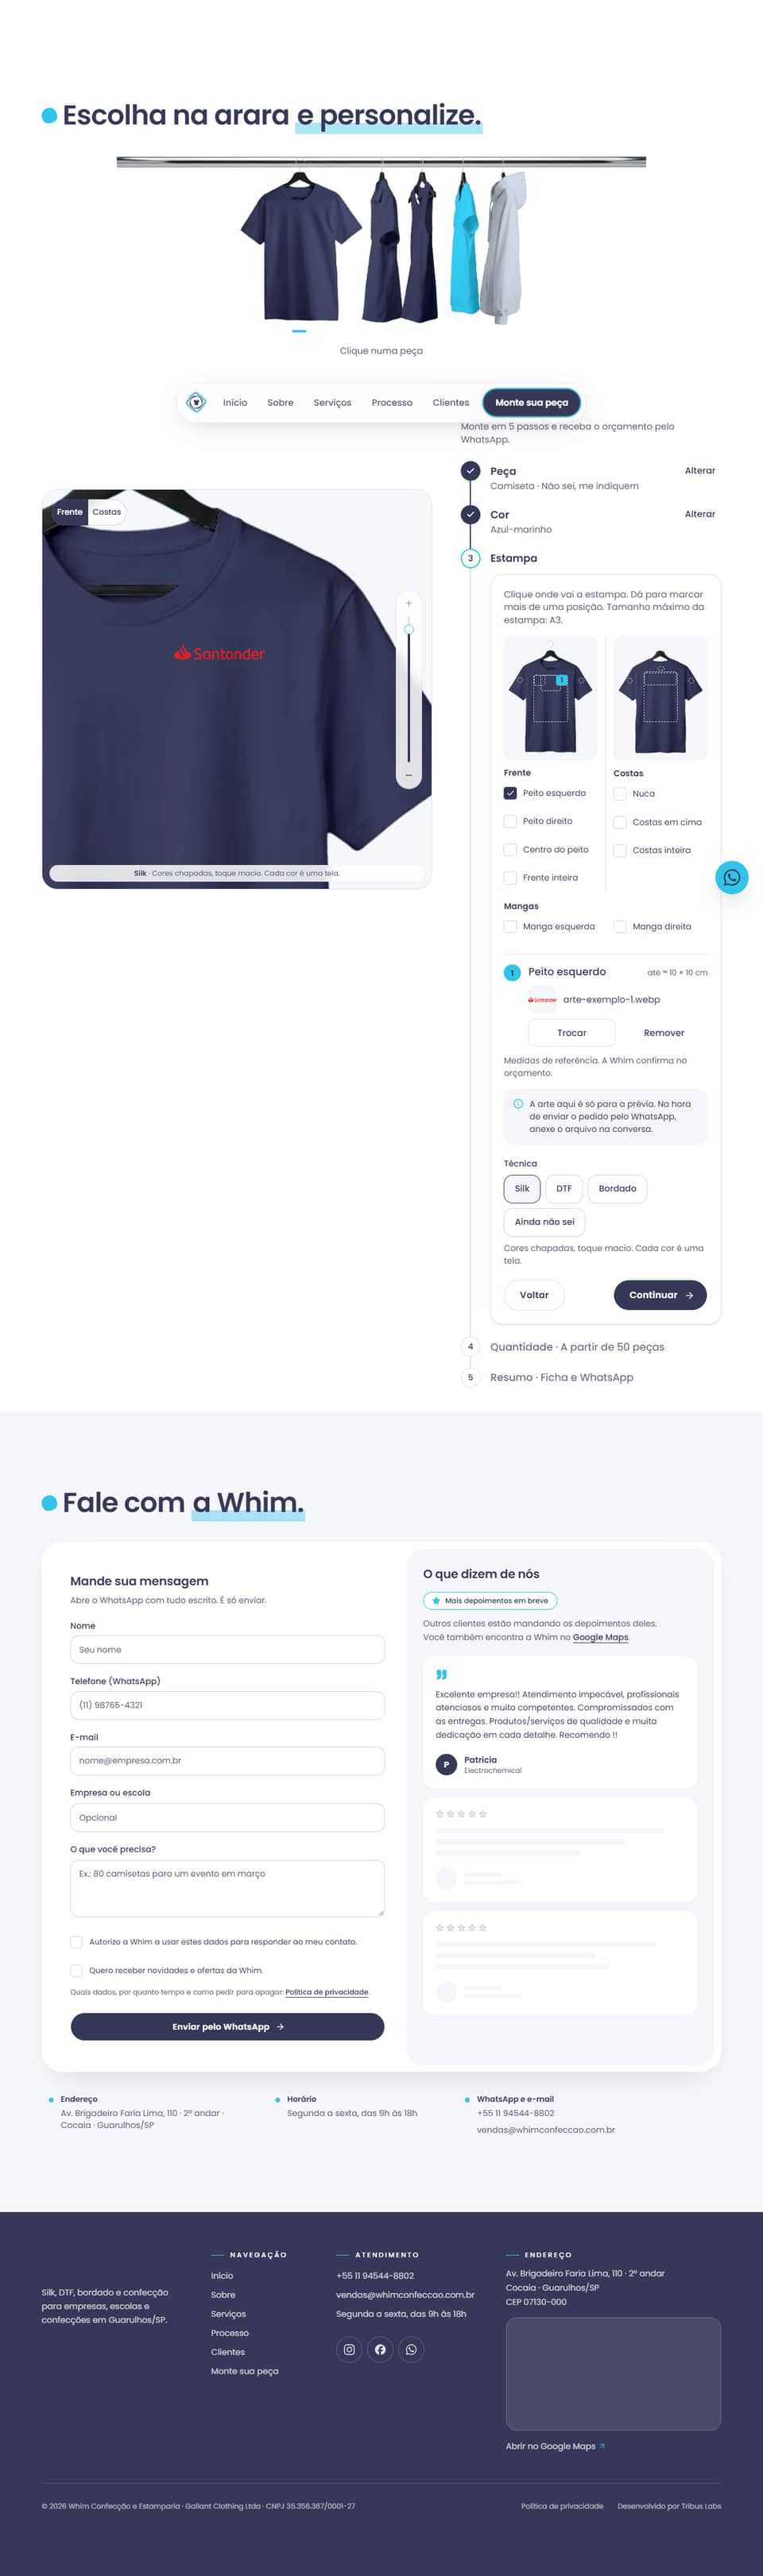 Escolha na arara e personalize.
Clique numa peça
Início
Sobre
Serviços
Processo
Clientes
Monte sua peça
Monte em 5 passos e receba o orçamento pelo
WhatsApp.
Peça
Alterar
Camiseta · Não sei, me indiquem
Cor
Alterar
Azul-marinho
3
Estampa
Frente
Costas
Santander
Silk · Cores chapadas, toque macio. Cada cor é uma tela.
Clique onde vai a estampa. Dá para marcar
mais de uma posição. Tamanho máximo da
estampa: A3.
1
Frente
Costas
Peito esquerdo
Nuca
Peito direito
Costas em cima
Centro do peito
Costas inteira
Frente inteira
Mangas
Manga esquerda
Manga direita
1
Peito esquerdo
até ≈ 10 × 10 cm
Santander
arte-exemplo-1.webp
Trocar
Remover
Medidas de referência. A Whim confirma no
orçamento.
A arte aqui é só para a prévia. Na hora
de enviar o pedido pelo WhatsApp,
anexe o arquivo na conversa.
Técnica
Silk
DTF
Bordado
Ainda não sei
Cores chapadas, toque macio. Cada cor é uma
tela.
Voltar
Continuar →
4
Quantidade · A partir de 50 peças
5
Resumo · Ficha e WhatsApp
Fale com a Whim.
Mande sua mensagem
Abre o WhatsApp com tudo escrito. É só enviar.
Nome
Seu nome
Telefone (WhatsApp)
(11) 98765-4321
E-mail
nome@empresa.com.br
Empresa ou escola
Opcional
O que você precisa?
Ex.: 80 camisetas para um evento em março
Autorizo a Whim a usar estes dados para responder ao meu contato.
Quero receber novidades e ofertas da Whim.
Quais dados, por quanto tempo e como pedir para apagar: Política de privacidade.
Enviar pelo WhatsApp →
O que dizem de nós
Mais depoimentos em breve
Outros clientes estão mandando os depoimentos deles.
Você também encontra a Whim no Google Maps.
Excelente empresa!! Atendimento impecável, profissionais
atenciosos e muito competentes. Compromissados com
as entregas. Produtos/serviços de qualidade e muita
dedicação em cada detalhe. Recomendo !!
P
Patricia
Electrochemical
Endereço
Av. Brigadeiro Faria Lima, 110 · 2º andar ·
Cocaia · Guarulhos/SP
Horário
Segunda a sexta, das 9h às 18h
WhatsApp e e-mail
+55 11 94544-8802
vendas@whimconfeccao.com.br
Silk, DTF, bordado e confecção
para empresas, escolas e
confecções em Guarulhos/SP.
NAVEGAÇÃO
Início
Sobre
Serviços
Processo
Clientes
Monte sua peça
ATENDIMENTO
+55 11 94544-8802
vendas@whimconfeccao.com.br
Segunda a sexta, das 9h às 18h
ENDEREÇO
Av. Brigadeiro Faria Lima, 110 · 2º andar
Cocaia · Guarulhos/SP
CEP 07130-000
Abrir no Google Maps
© 2026 Whim Confecção e Estamparia · Gallant Clothing Ltda · CNPJ 35.356.367/0001-27
Política de privacidade
Desenvolvido por Tribus Labs